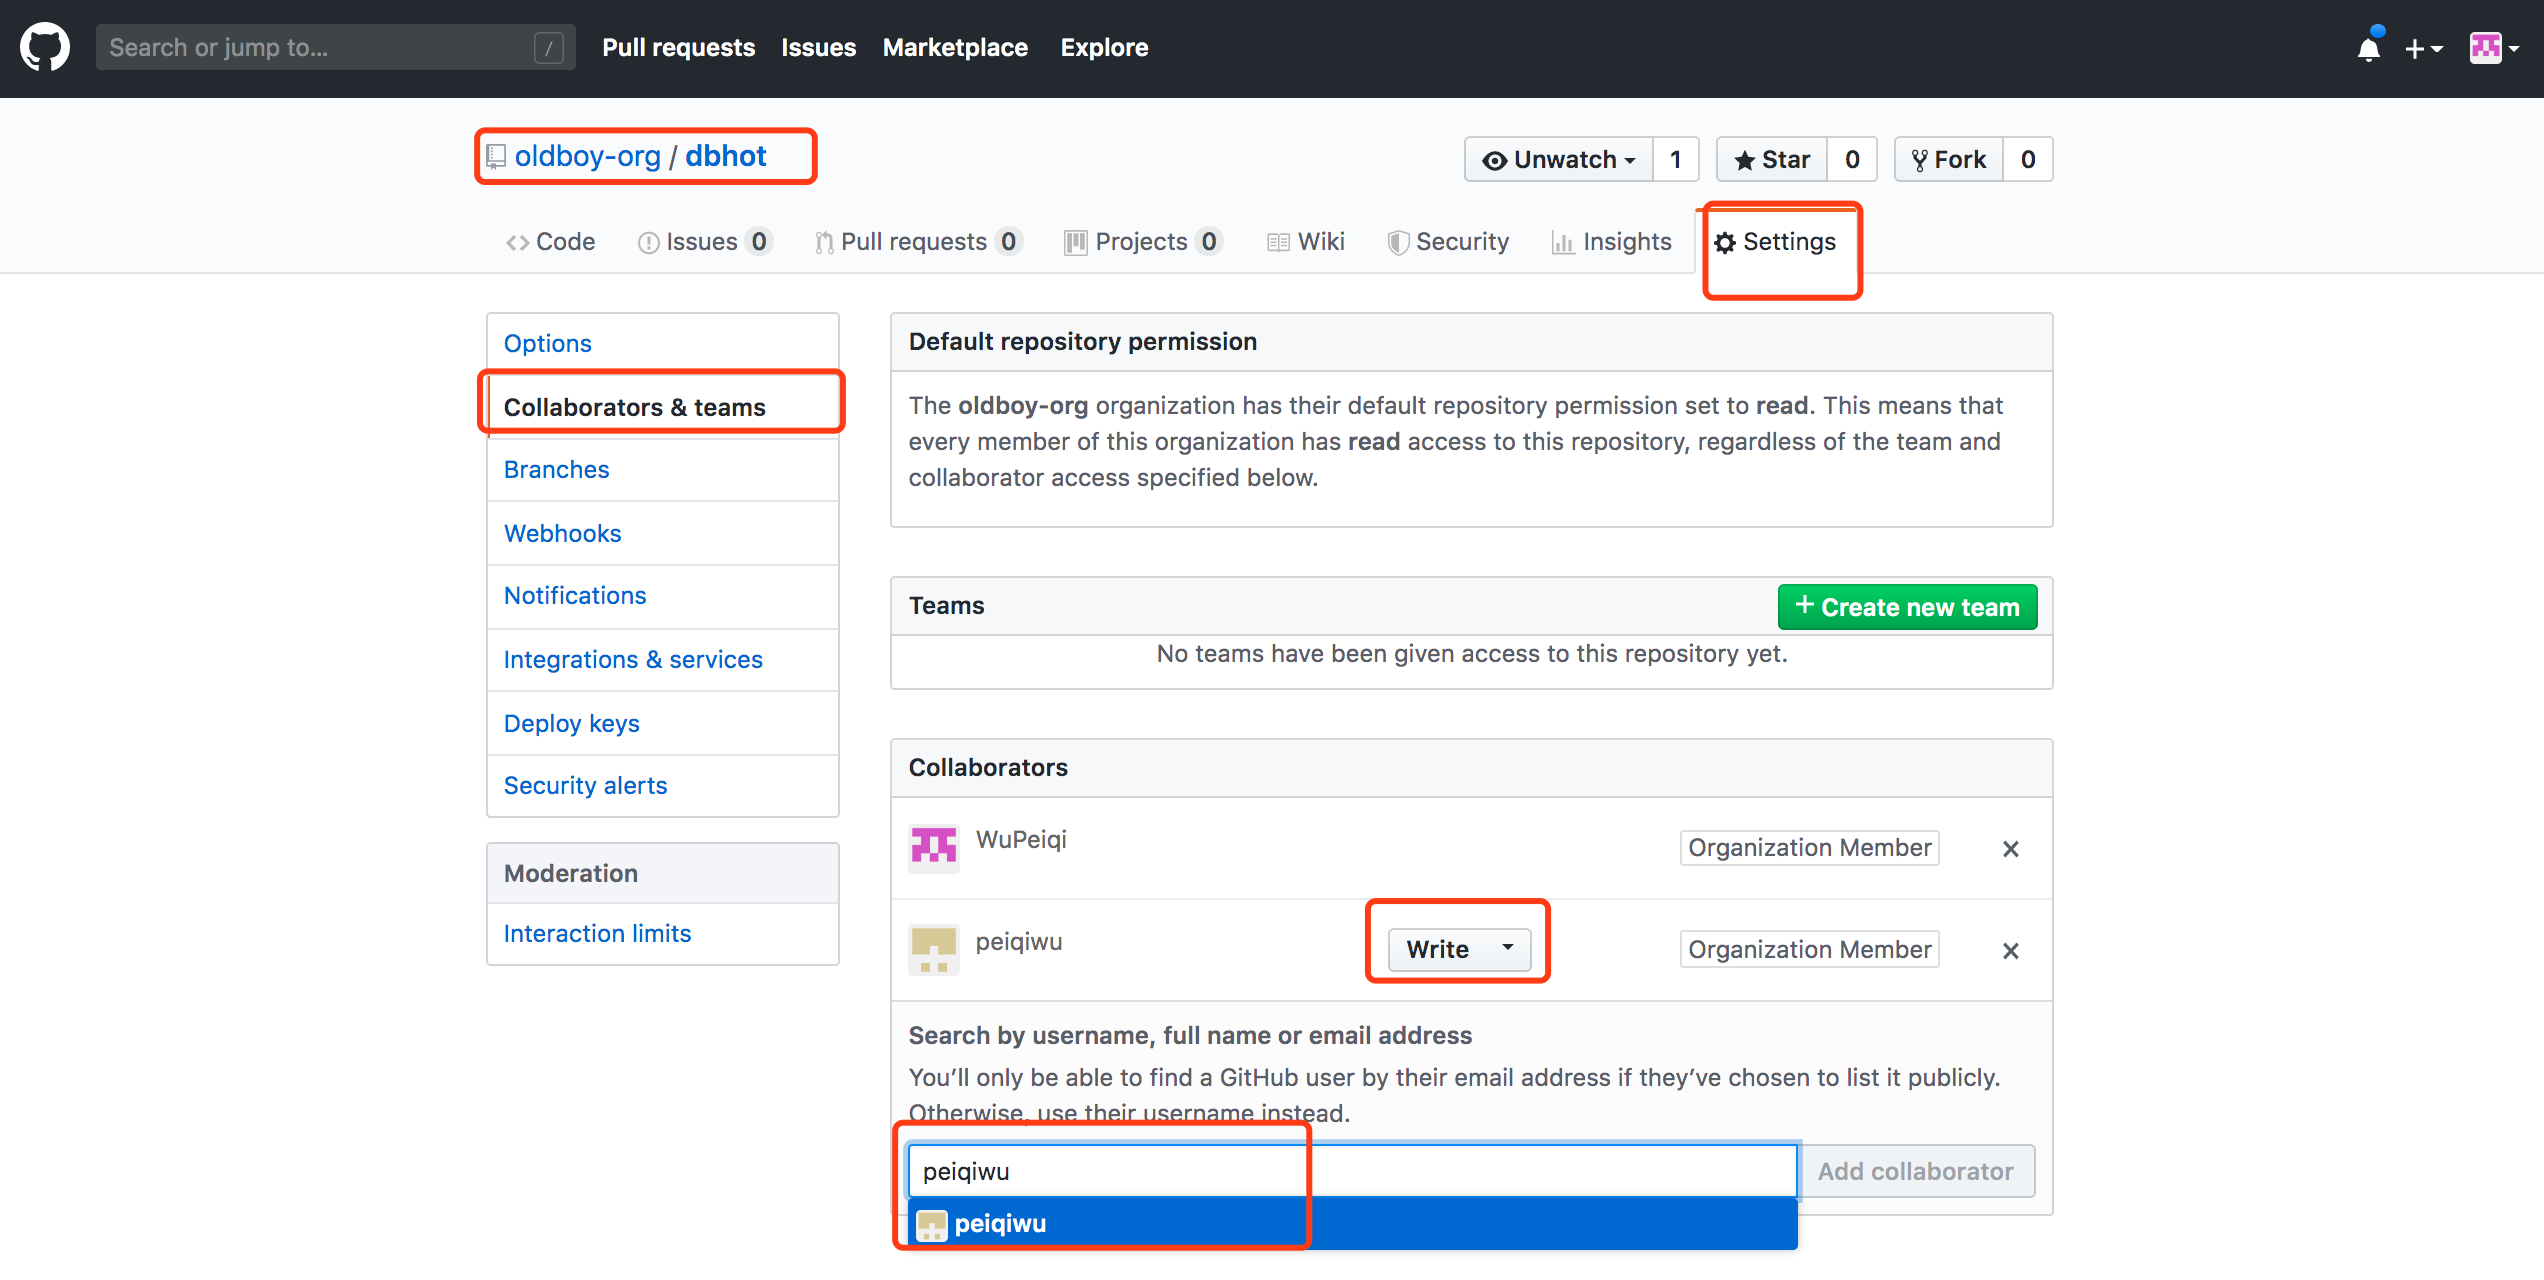 Search or jump to... /
Pull requests Issues Marketplace Explore
oldboy-org / dbhot
Unwatch 1 Star 0 Fork 0
Code Issues 0 Pull requests 0 Projects 0 Wiki Security Insights Settings
Options
Collaborators & teams
Branches
Webhooks
Notifications
Integrations & services
Deploy keys
Security alerts
Moderation
Interaction limits
Default repository permission
The oldboy-org organization has their default repository permission set to read. This means that
every member of this organization has read access to this repository, regardless of the team and
collaborator access specified below.
Teams
+ Create new team
No teams have been given access to this repository yet.
Collaborators
WuPeiqi Organization Member
peiqiwu Write Organization Member
Search by username, full name or email address
You’ll only be able to find a GitHub user by their email address if they’ve chosen to list it publicly.
Otherwise, use their username instead.
peiqiwu Add collaborator
peiqiwu